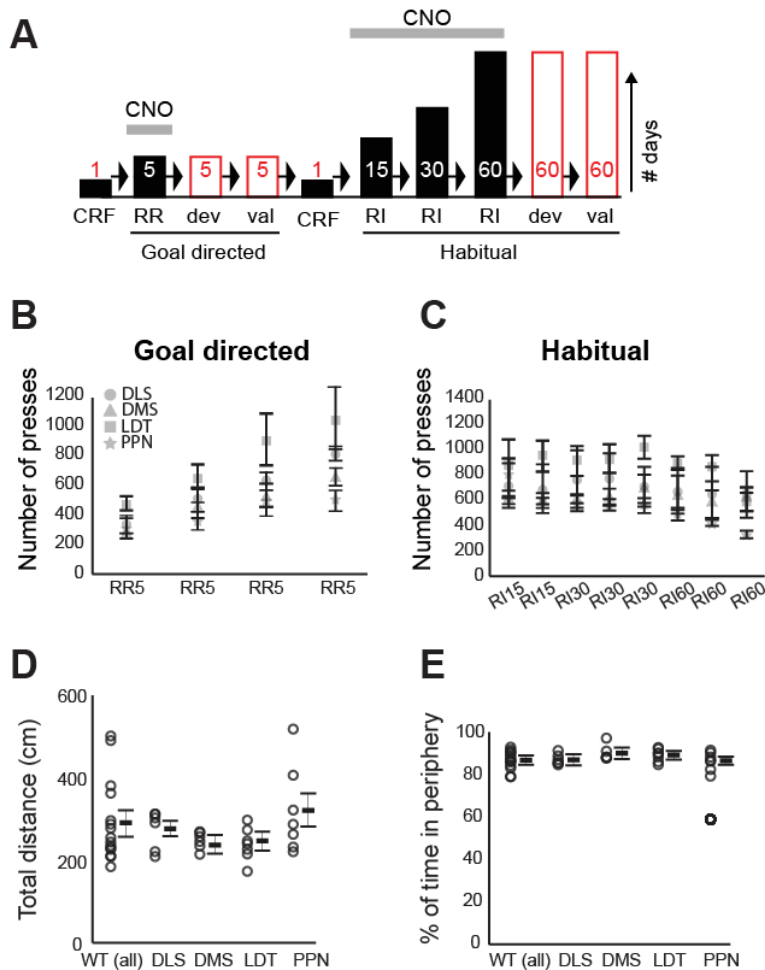 A
CNO
CNO
1 5 5 5 1 15 30 60 60 60
# days
CRF RR dev val CRF RI RI RI dev val
Goal directed Habitual
B
Goal directed
Number of presses
1200
1000
800
600
400
200
0
DLS
DMS
LDT
PPN
RR5 RR5 RR5 RR5
C
Habitual
Number of presses
1400
1200
1000
800
600
400
200
0
RI15 RI15 RI30 RI30 RI30 RI60 RI60 RI60
D
Total distance (cm)
600
400
200
0
WT (all) DLS DMS LDT PPN
E
% of time in periphery
100
80
60
40
20
0
WT (all) DLS DMS LDT PPN